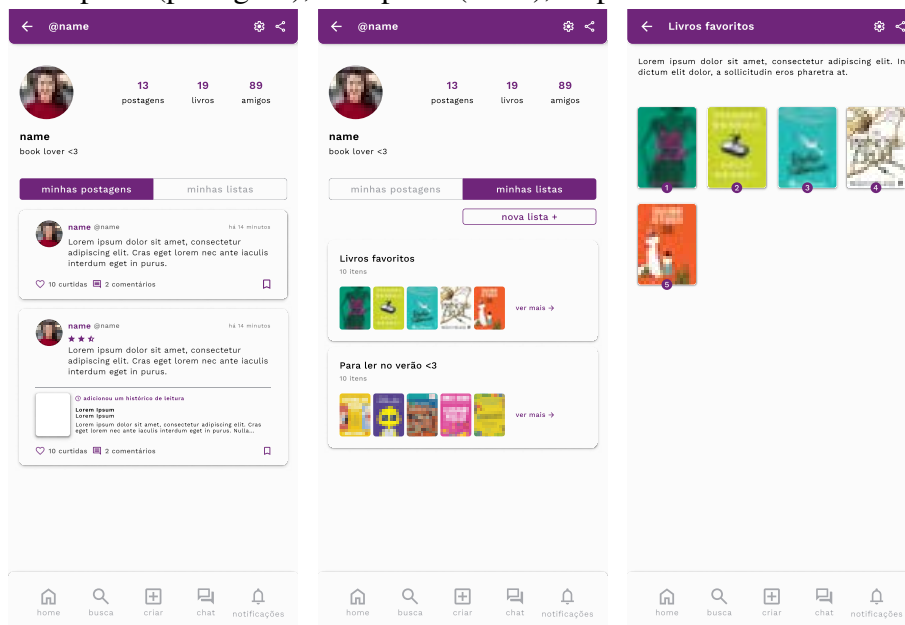 @name
13
19
89
postagens
livros
amigos
name
book lover <3
minhas postagens
minhas listas
name @name
há 14 minutos
Lorem ipsum dolor sit amet, consectetur
adipiscing elit. Cras eget lorem nec ante iaculis
interdum eget in purus.
10 curtidas
2 comentários
name @name
há 14 minutos
Lorem ipsum dolor sit amet, consectetur
adipiscing elit. Cras eget lorem nec ante iaculis
interdum eget in purus.
adicionou um histórico de leitura
Lorem Ipsum
Lorem Ipsum
Lorem ipsum dolor sit amet, consectetur adipiscing elit. Cras
eget lorem nec ante iaculis interdum eget in purus. Nulla...
10 curtidas
2 comentários
home
busca
criar
chat
notificações
@name
13
19
89
postagens
livros
amigos
name
book lover <3
minhas postagens
minhas listas
nova lista +
Livros favoritos
10 itens
ver mais →
Para ler no verão <3
10 itens
ver mais →
home
busca
criar
chat
notificações
Livros favoritos
Lorem ipsum dolor sit amet, consectetur adipiscing elit. In
dictum elit dolor, a sollicitudin eros pharetra at.
1
2
3
4
5
home
busca
criar
chat
notificações